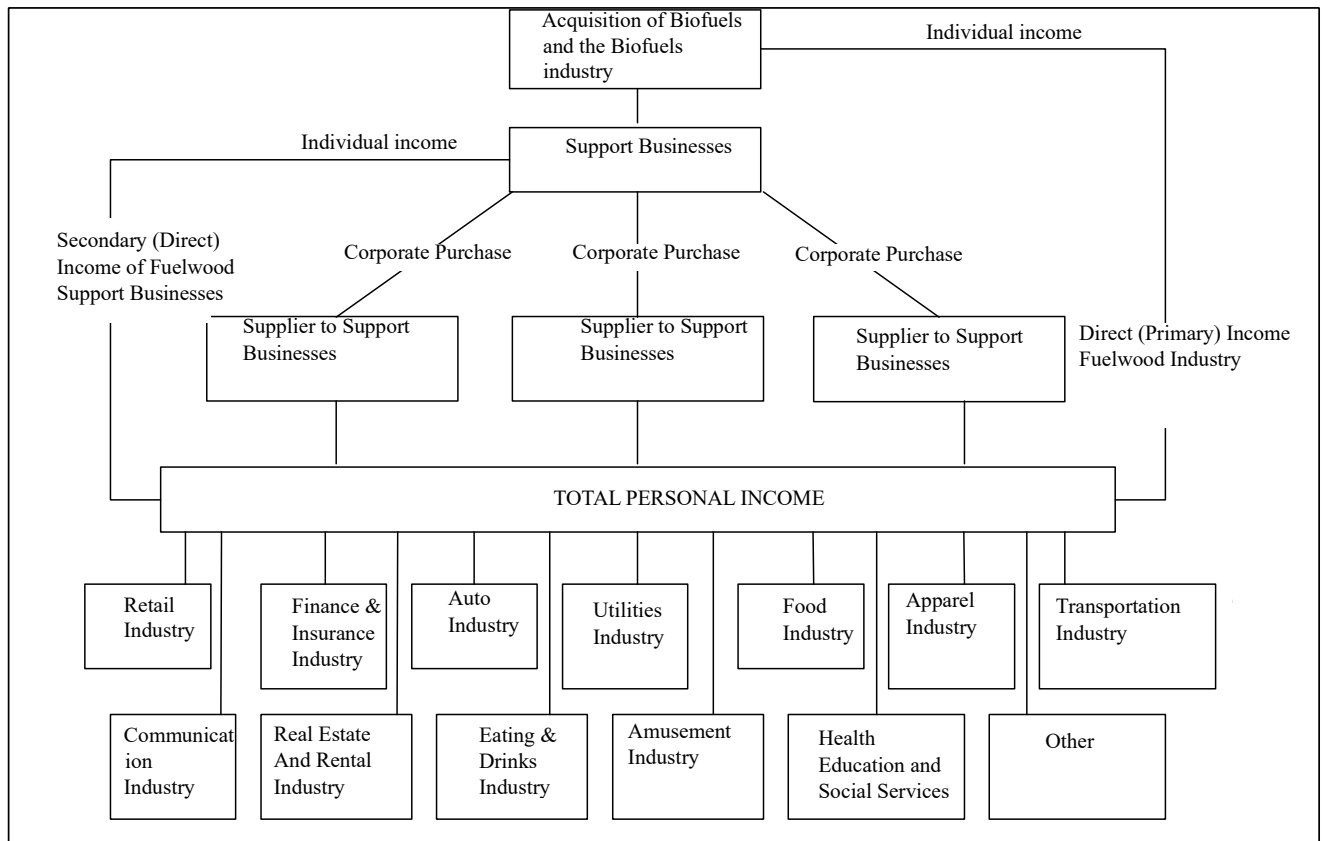 Acquisition of Biofuels
and the Biofuels
industry
Individual income
Individual income
Support Businesses
Secondary (Direct)
Income of Fuelwood
Support Businesses
Corporate Purchase
Corporate Purchase
Corporate Purchase
Supplier to Support
Businesses
Supplier to Support
Businesses
Supplier to Support
Businesses
Direct (Primary) Income
Fuelwood Industry
TOTAL PERSONAL INCOME
Retail
Industry
Finance &
Insurance
Industry
Auto
Industry
Utilities
Industry
Food
Industry
Apparel
Industry
Transportation
Industry
Communicat
ion
Industry
Real Estate
And Rental
Industry
Eating &
Drinks
Industry
Amusement
Industry
Health
Education and
Social Services
Other